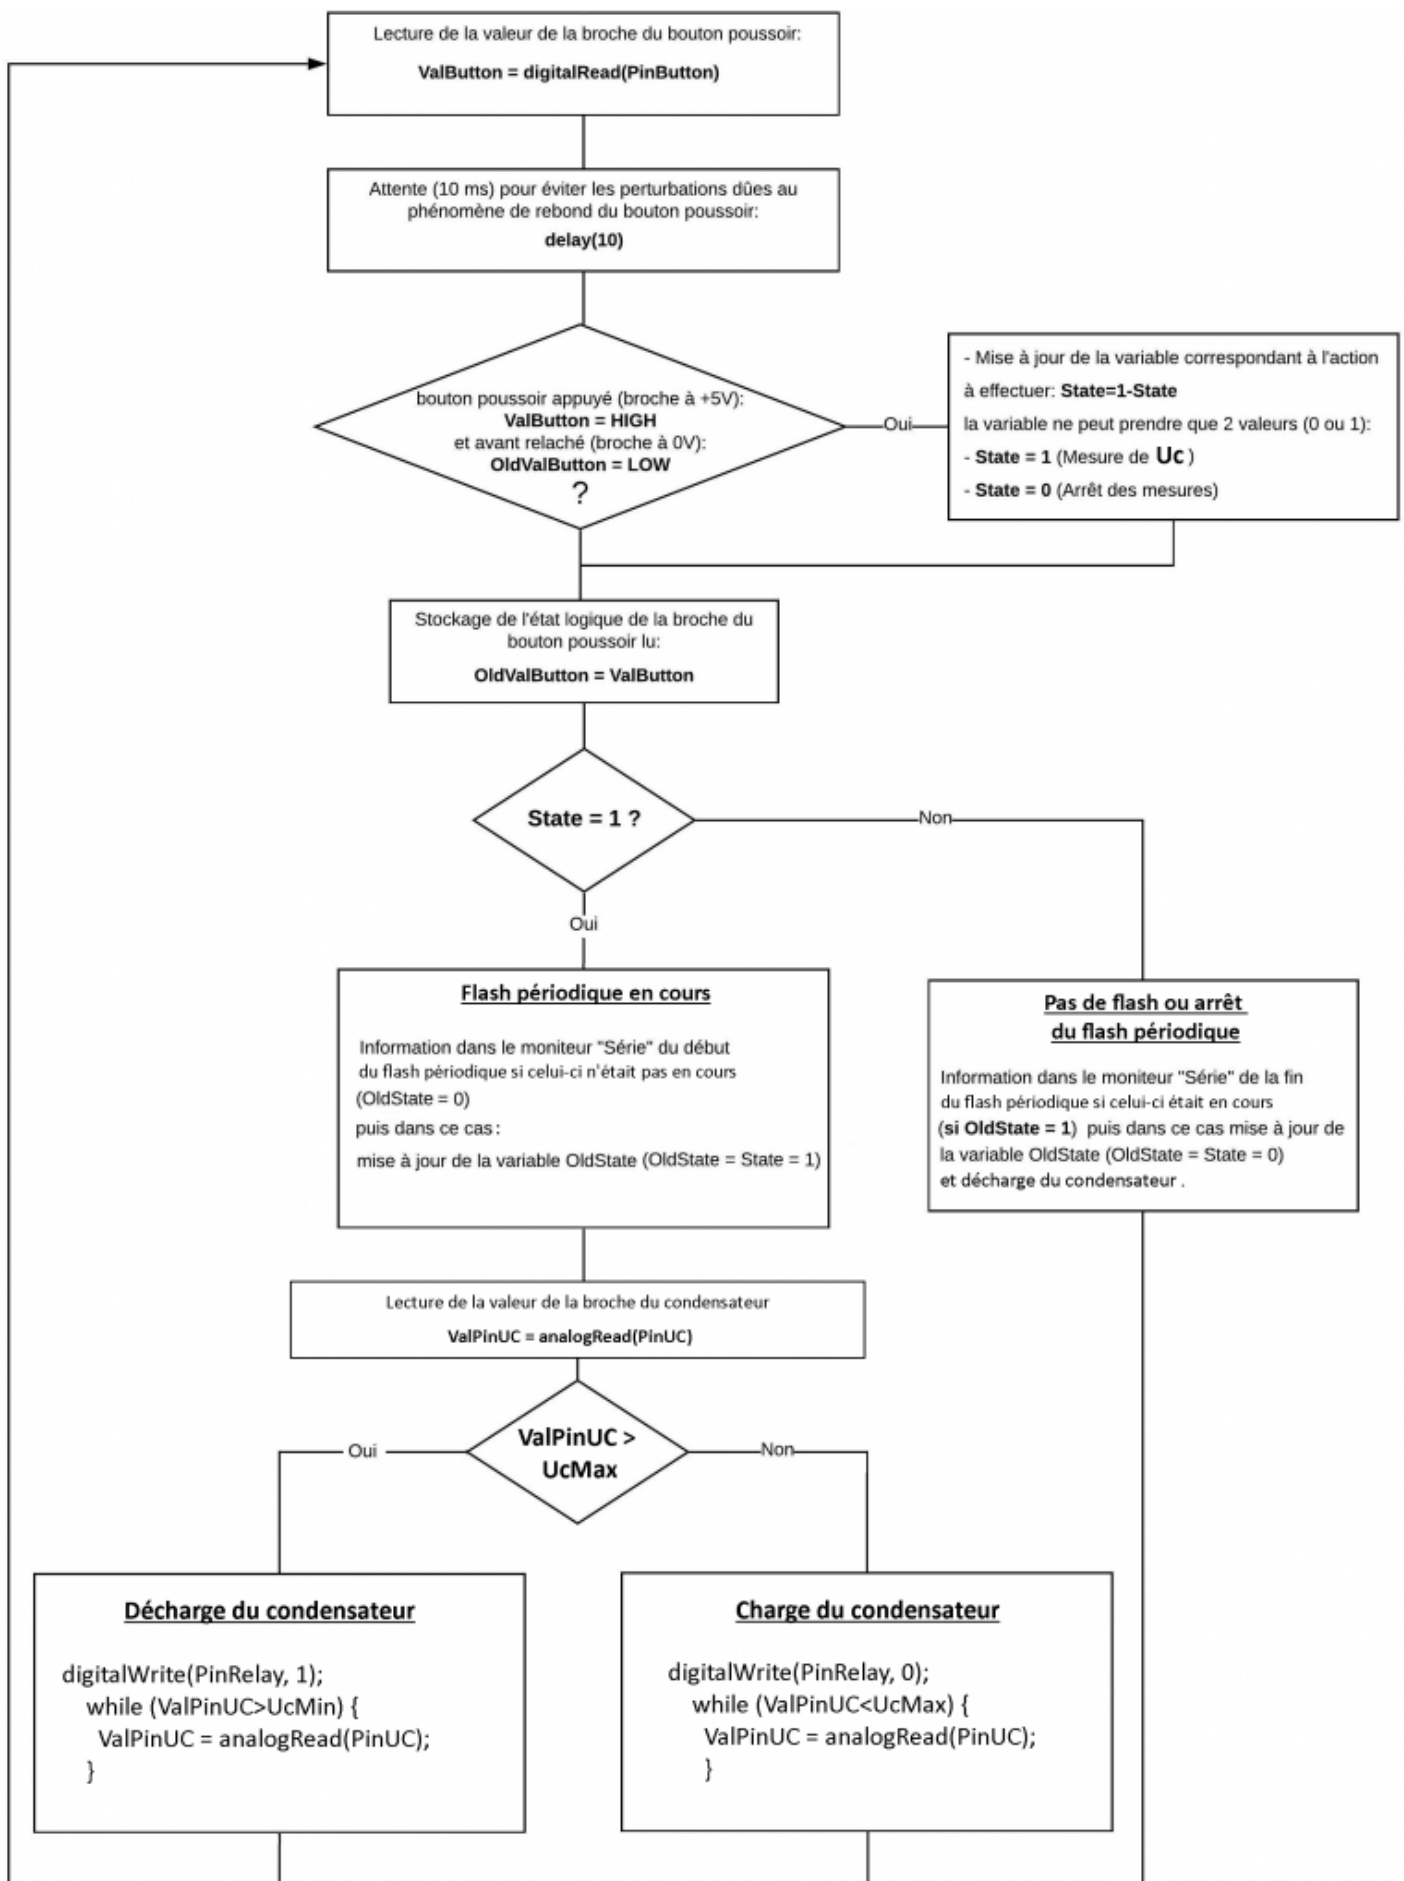 Lecture de la valeur de la broche du bouton poussoir:
ValButton = digitalRead(PinButton)
Attente (10 ms) pour éviter les perturbations dûes au
phénomène de rebond du bouton poussoir:
delay(10)
bouton poussoir appuyé (broche à +5V):
ValButton = HIGH
et avant relaché (broche à 0V):
OldValButton = LOW
?
Oui
- Mise à jour de la variable correspondant à l'action
à effectuer: State=1-State
la variable ne peut prendre que 2 valeurs (0 ou 1):
- State = 1 (Mesure de Uc )
- State = 0 (Arrêt des mesures)
Stockage de l'état logique de la broche du
bouton poussoir lu:
OldValButton = ValButton
State = 1 ?
Non
Oui
Flash périodique en cours
Information dans le moniteur "Série" du début
du flash périodique si celui-ci n'était pas en cours
(OldState = 0)
puis dans ce cas :
mise à jour de la variable OldState (OldState = State = 1)
Pas de flash ou arrêt
du flash périodique
Information dans le moniteur "Série" de la fin
du flash périodique si celui-ci était en cours
(si OldState = 1) puis dans ce cas mise à jour de
la variable OldState (OldState = State = 0)
et décharge du condensateur .
Lecture de la valeur de la broche du condensateur
ValPinUC = analogRead(PinUC)
ValPinUC >
UcMax
Oui
Non
Décharge du condensateur
digitalWrite(PinRelay, 1);
while (ValPinUC>UcMin) {
ValPinUC = analogRead(PinUC);
}
Charge du condensateur
digitalWrite(PinRelay, 0);
while (ValPinUC<UcMax) {
ValPinUC = analogRead(PinUC);
}